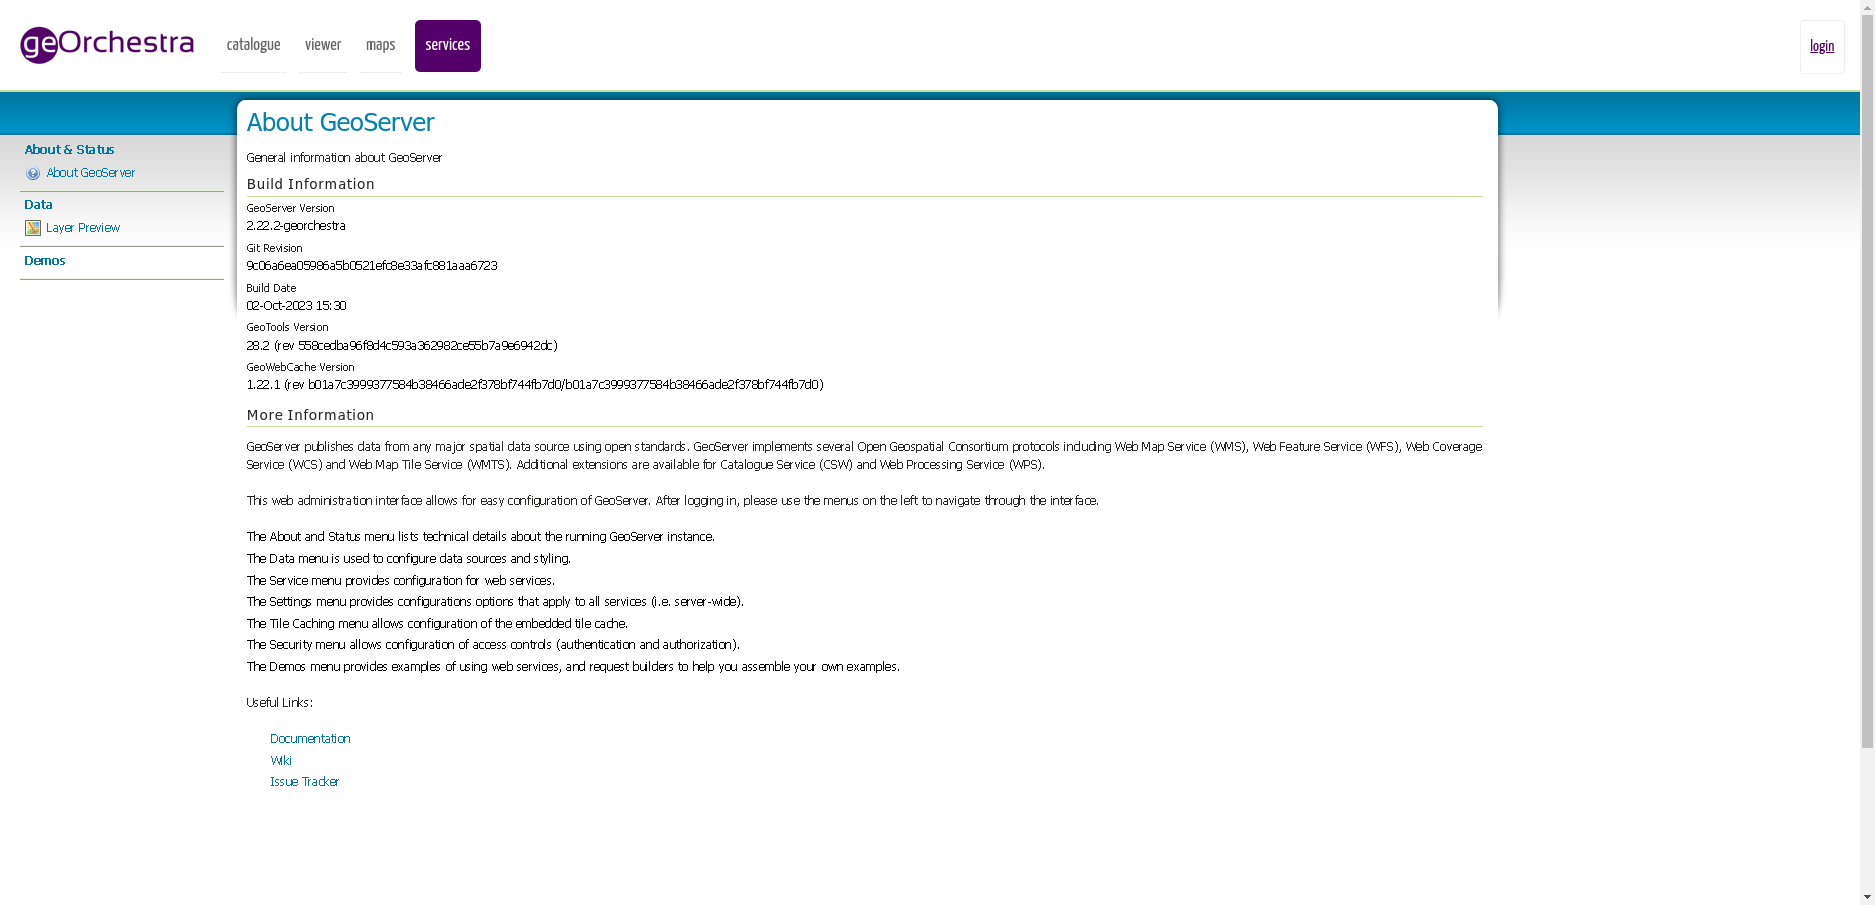 geOrchestra
catalogue viewer maps services
login
About & Status
About GeoServer
Data
Layer Preview
Demos
About GeoServer
General information about GeoServer
Build Information
GeoServer Version
2.22.2-georchestra
Git Revision
9c06a6ea05986a5b0521efc8e33afc881aaa6723
Build Date
02-Oct-2023 15:30
GeoTools Version
28.2 (rev 558cedba96f8d4c593a362982ce55b7a9e6942dc)
GeoWebCache Version
1.22.1 (rev b01a7c3999377584b38466ade2f378bf744fb7d0/b01a7c3999377584b38466ade2f378bf744fb7d0)
More Information
GeoServer publishes data from any major spatial data source using open standards. GeoServer implements several Open Geospatial Consortium protocols including Web Map Service (WMS), Web Feature Service (WFS), Web Coverage
Service (WCS) and Web Map Tile Service (WMTS). Additional extensions are available for Catalogue Service (CSW) and Web Processing Service (WPS).
This web administration interface allows for easy configuration of GeoServer. After logging in, please use the menus on the left to navigate through the interface.
The About and Status menu lists technical details about the running GeoServer instance.
The Data menu is used to configure data sources and styling.
The Service menu provides configuration for web services.
The Settings menu provides configurations options that apply to all services (i.e. server-wide).
The Tile Caching menu allows configuration of the embedded tile cache.
The Security menu allows configuration of access controls (authentication and authorization).
The Demos menu provides examples of using web services, and request builders to help you assemble your own examples.
Useful Links:
Documentation
Wiki
Issue Tracker